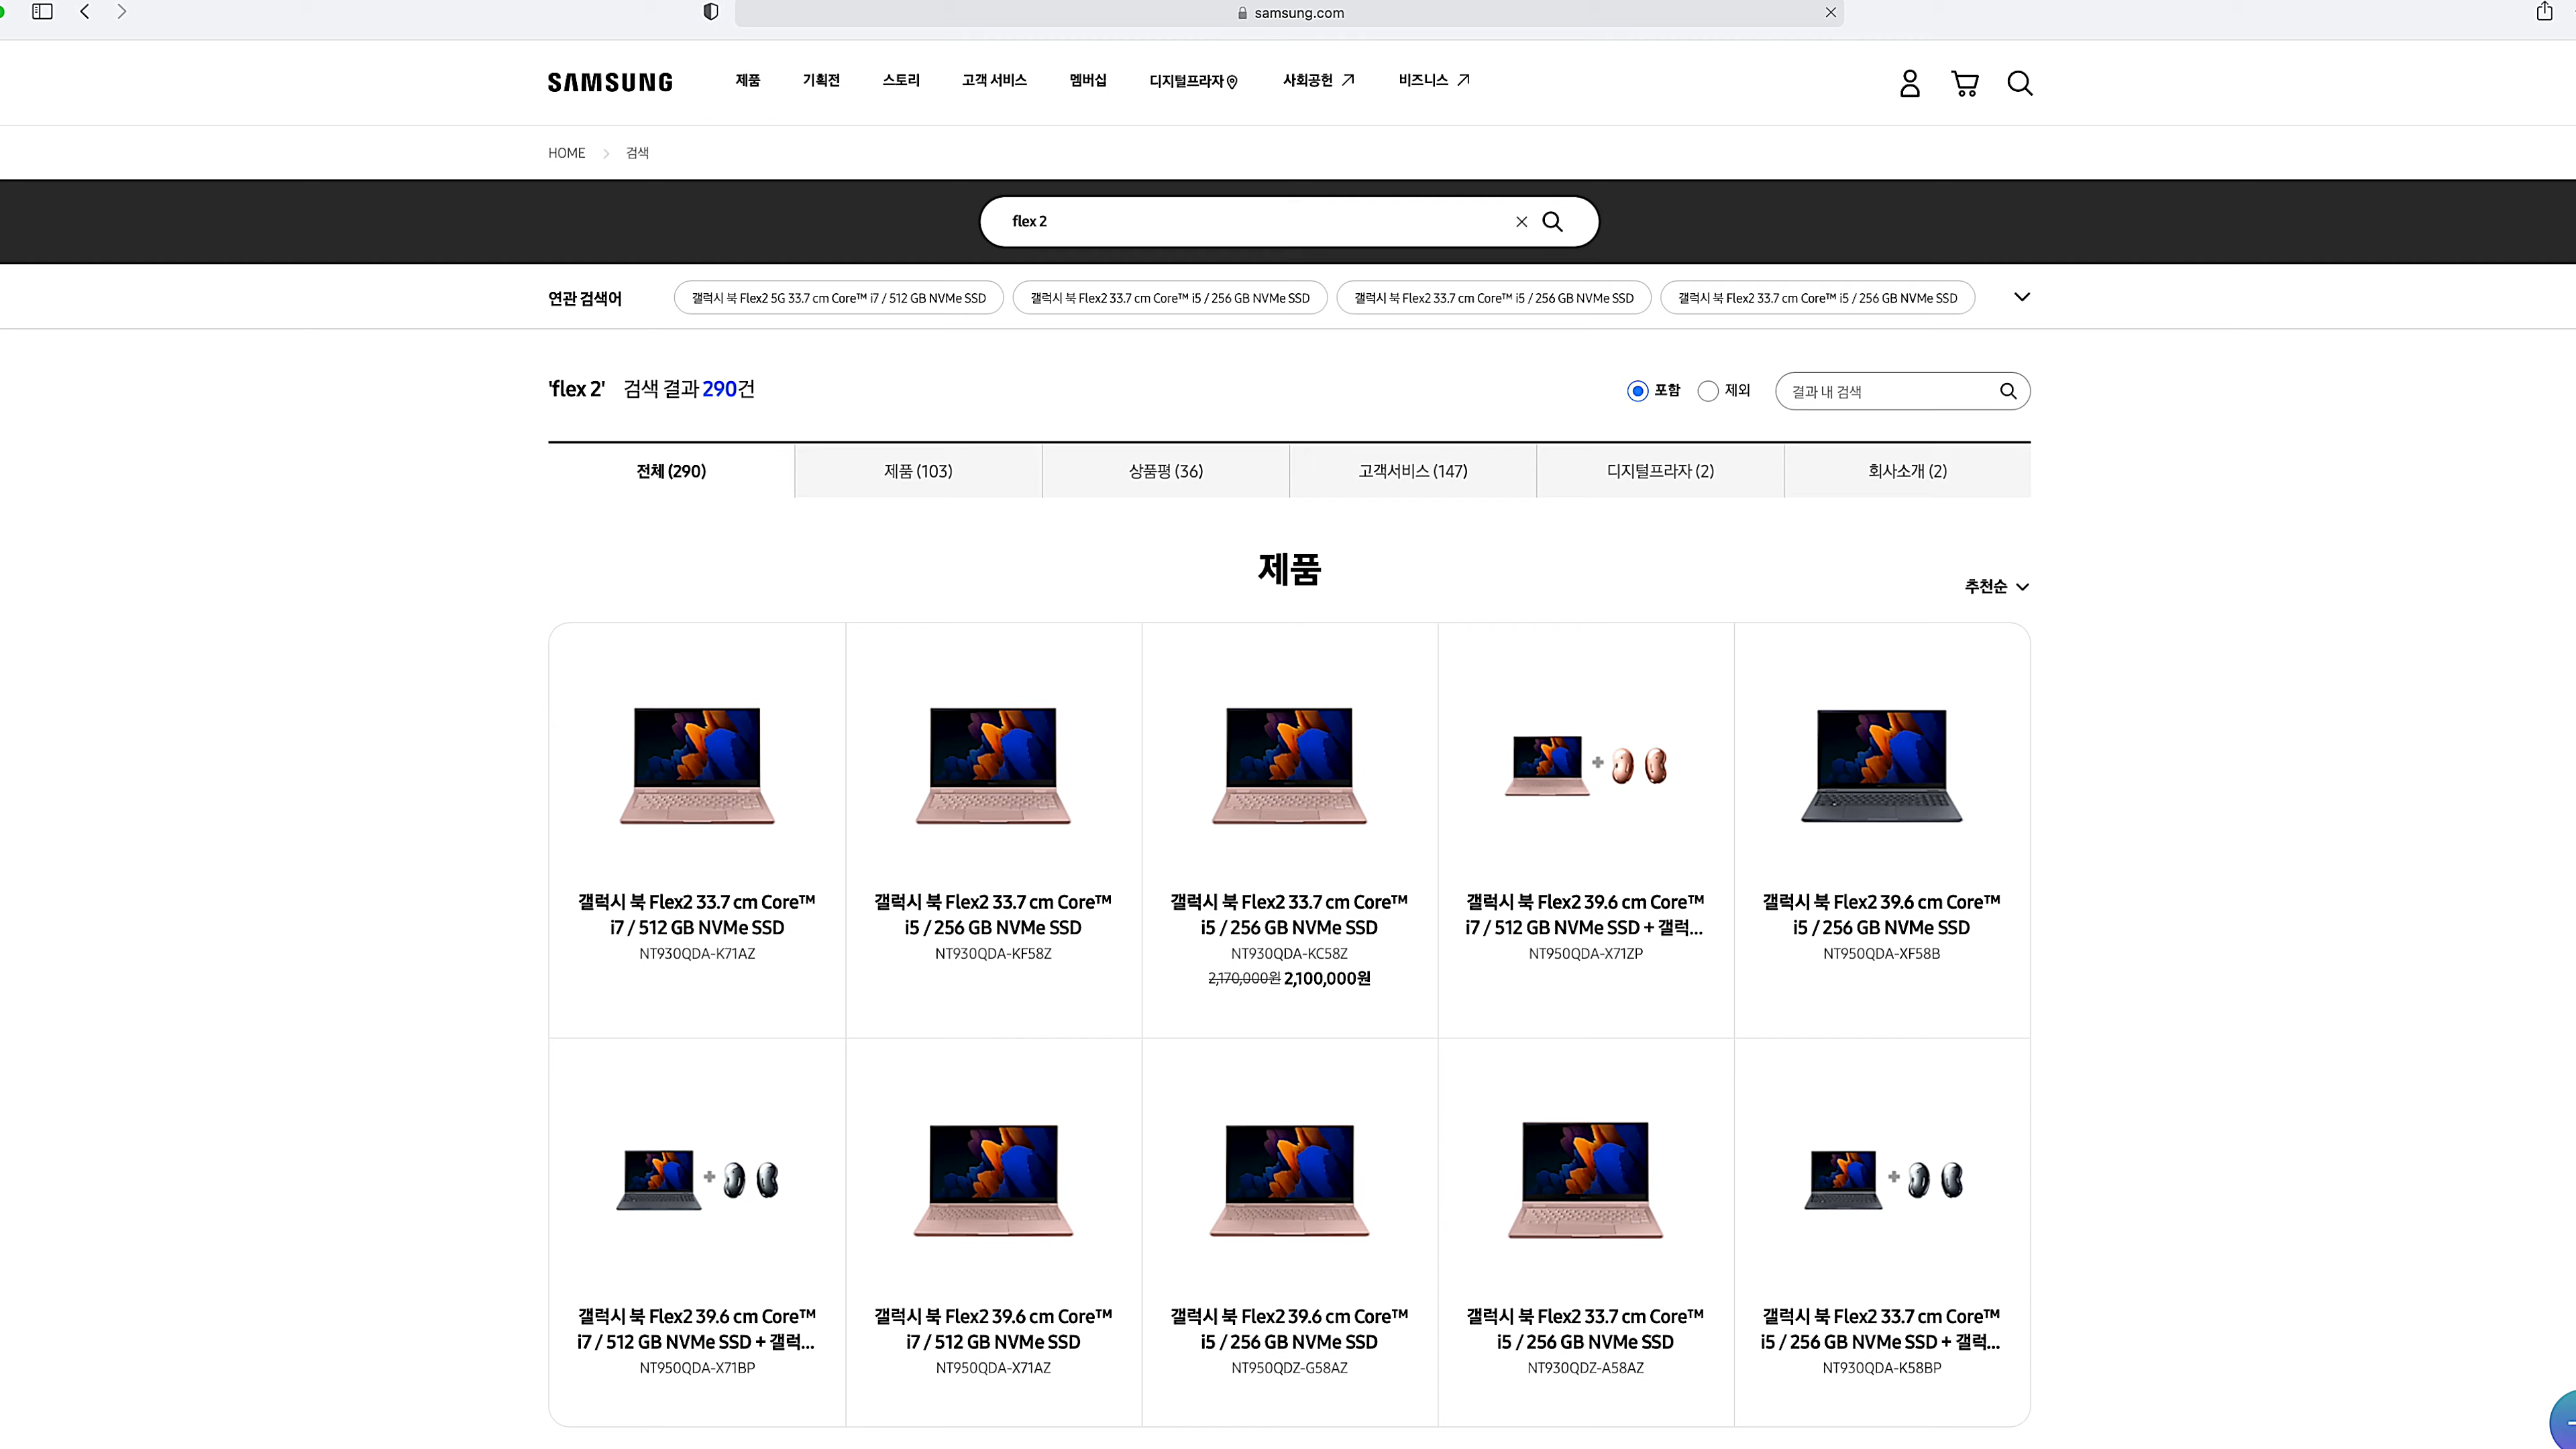 samsung.com
SAMSUNG 제품 기획전 스토리 고객 서비스 멤버십 디지털프라자 사회공헌 비즈니스
HOME 검색
flex 2
연관 검색어 갤럭시 북 Flex2 5G 33.7 cm Core™ i7 / 512 GB NVMe SSD 갤럭시 북 Flex2 33.7 cm Core™ i5 / 256 GB NVMe SSD 갤럭시 북 Flex2 33.7 cm Core™ i5 / 256 GB NVMe SSD 갤럭시 북 Flex2 33.7 cm Core™ i5 / 256 GB NVMe SSD
'flex 2' 검색 결과 290건 포함 제외 결과 내 검색
전체 (290) 제품 (103) 상품평 (36) 고객서비스 (147) 디지털프라자 (2) 회사소개 (2)
제품
추천순
갤럭시 북 Flex2 33.7 cm Core™
i7 / 512 GB NVMe SSD
NT930QDA-K71AZ
갤럭시 북 Flex2 33.7 cm Core™
i5 / 256 GB NVMe SSD
NT930QDA-KF58Z
갤럭시 북 Flex2 33.7 cm Core™
i5 / 256 GB NVMe SSD
NT930QDA-KC58Z
2,170,000원 2,100,000원
갤럭시 북 Flex2 39.6 cm Core™
i7 / 512 GB NVMe SSD + 갤럭...
NT950QDA-X71ZP
갤럭시 북 Flex2 39.6 cm Core™
i5 / 256 GB NVMe SSD
NT950QDA-XF58B
갤럭시 북 Flex2 39.6 cm Core™
i7 / 512 GB NVMe SSD + 갤럭...
NT950QDA-X71BP
갤럭시 북 Flex2 39.6 cm Core™
i7 / 512 GB NVMe SSD
NT950QDA-X71AZ
갤럭시 북 Flex2 39.6 cm Core™
i5 / 256 GB NVMe SSD
NT950QDZ-G58AZ
갤럭시 북 Flex2 33.7 cm Core™
i5 / 256 GB NVMe SSD
NT930QDZ-A58AZ
갤럭시 북 Flex2 33.7 cm Core™
i5 / 256 GB NVMe SSD + 갤럭...
NT930QDA-K58BP